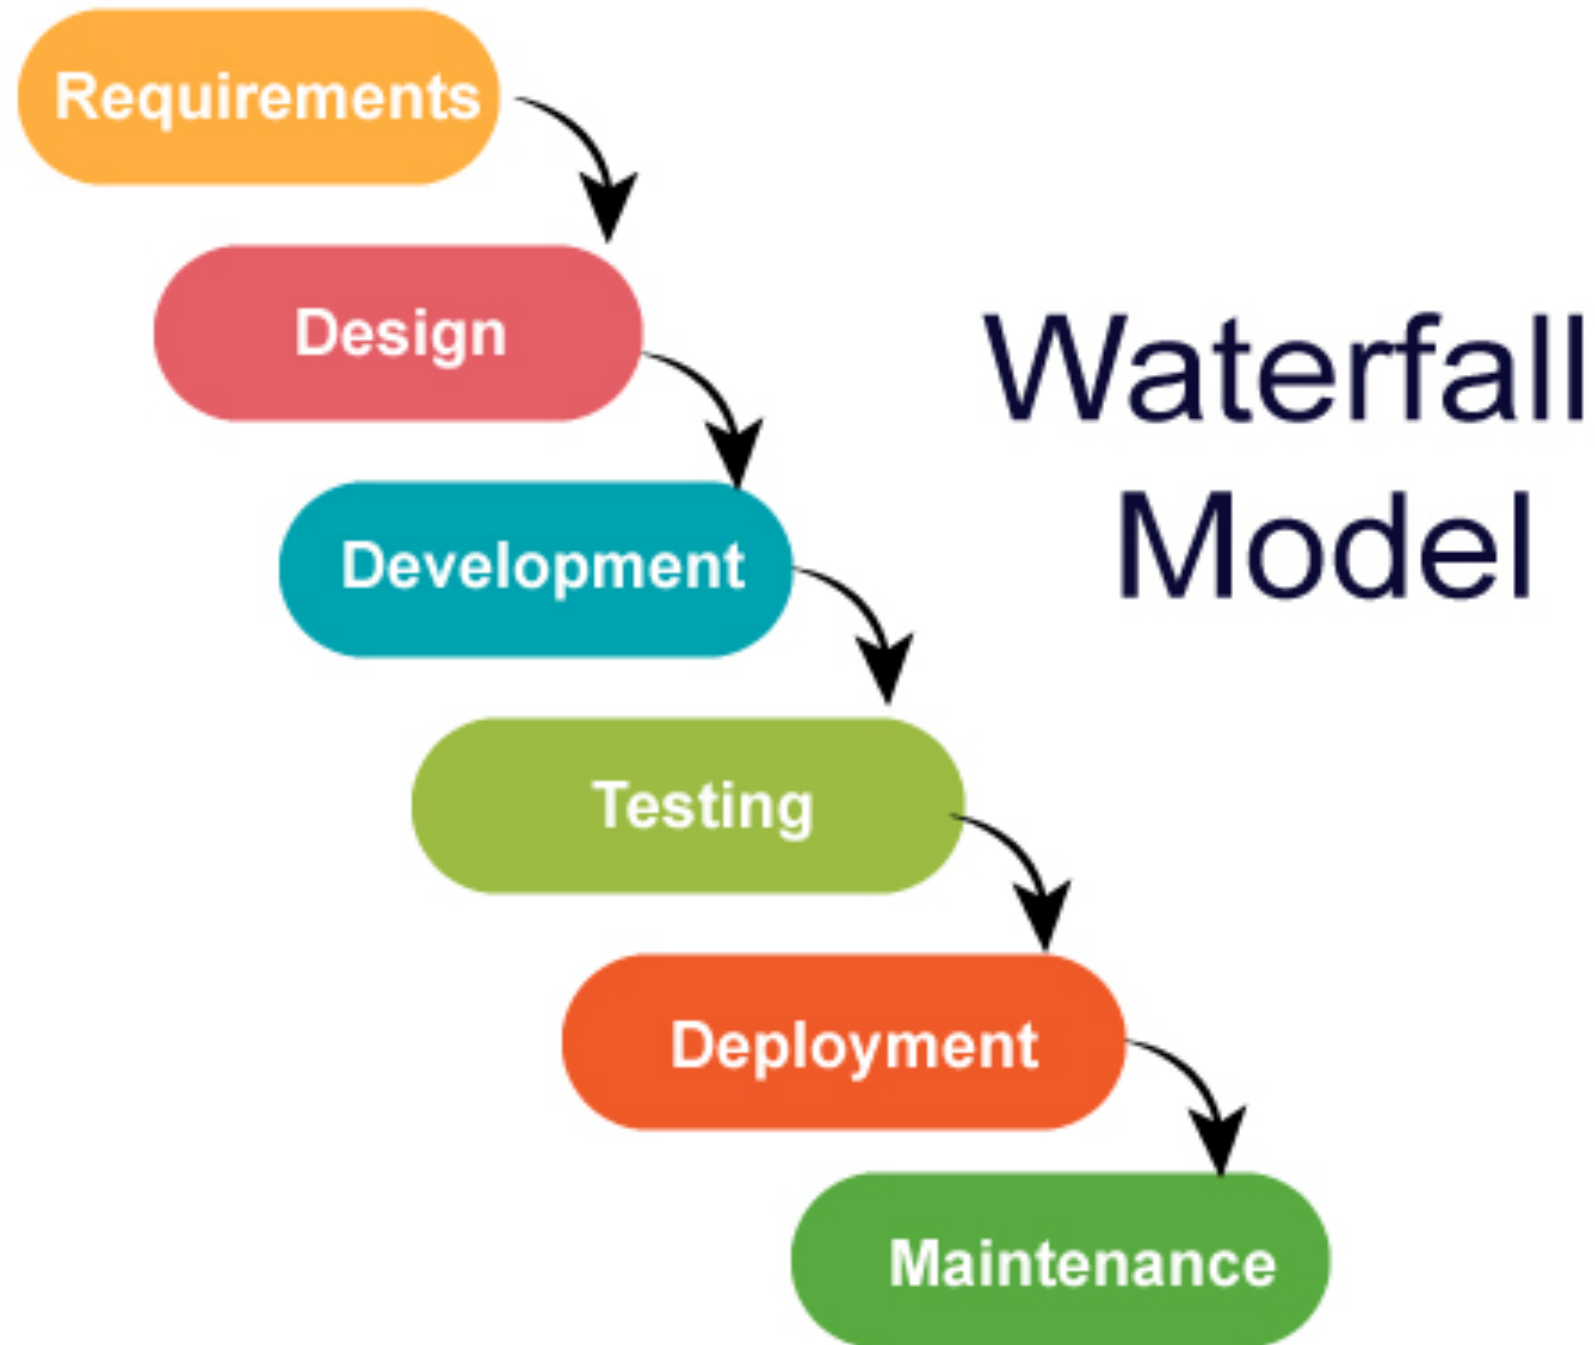 Requirements
Design
Waterfall
Model
Development
Testing
Deployment
Maintenance